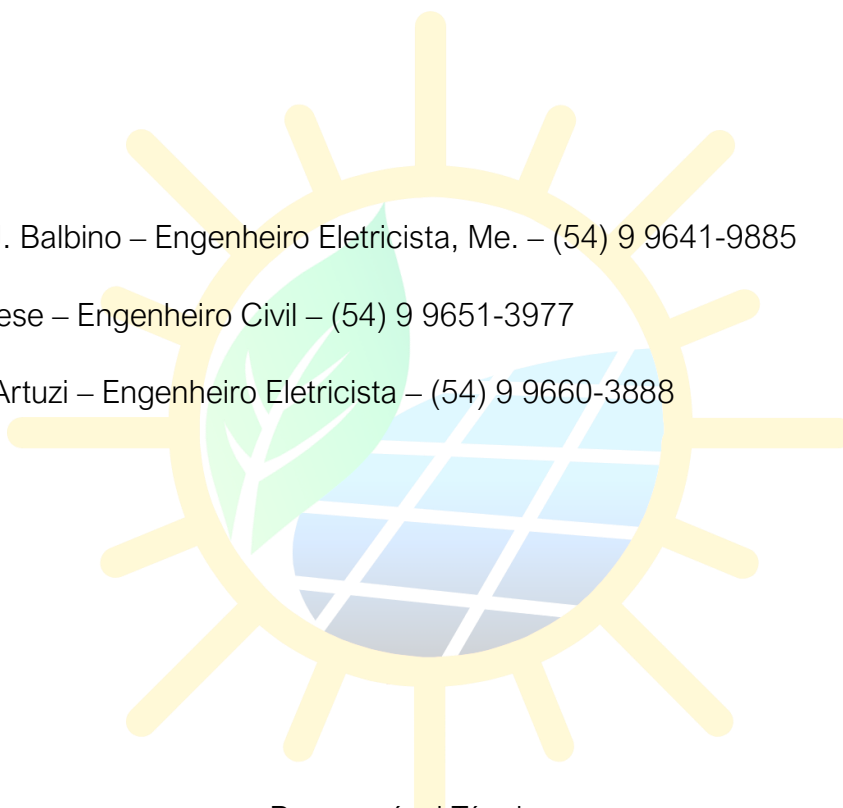 . Balbino – Engenheiro Eletricista, Me. – (54) 9 9641-9885
– Engenheiro Civil – (54) 9 9651-3977
Artuzi – Engenheiro Eletricista – (54) 9 9660-3888